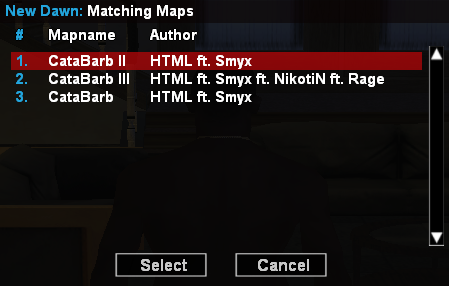 New Dawn: Matching Maps
# Mapname Author
1. CataBarb II HTML ft. Smyx
2. CataBarb III HTML ft. Smyx ft. NikotiN ft. Rage
3. CataBarb HTML ft. Smyx
Select Cancel